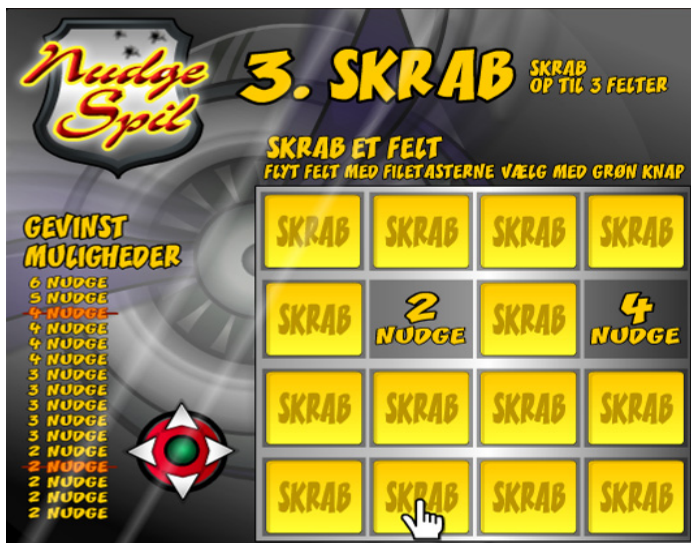 Nudge
Spil
3. SKRAB
SKRAB
OP TIL 3 FELTER
SKRAB ET FELT
FLYT FELT MED FILETASTERNE VÆLG MED GRØN KNAP
GEVINST
MULIGHEDER
6 NUDGE
5 NUDGE
4 NUDGE
4 NUDGE
4 NUDGE
4 NUDGE
3 NUDGE
3 NUDGE
3 NUDGE
3 NUDGE
3 NUDGE
2 NUDGE
2 NUDGE
2 NUDGE
2 NUDGE
2 NUDGE
SKRAB SKRAB SKRAB SKRAB
SKRAB 2 NUDGE SKRAB 4 NUDGE
SKRAB SKRAB SKRAB SKRAB
SKRAB SKRAB SKRAB SKRAB